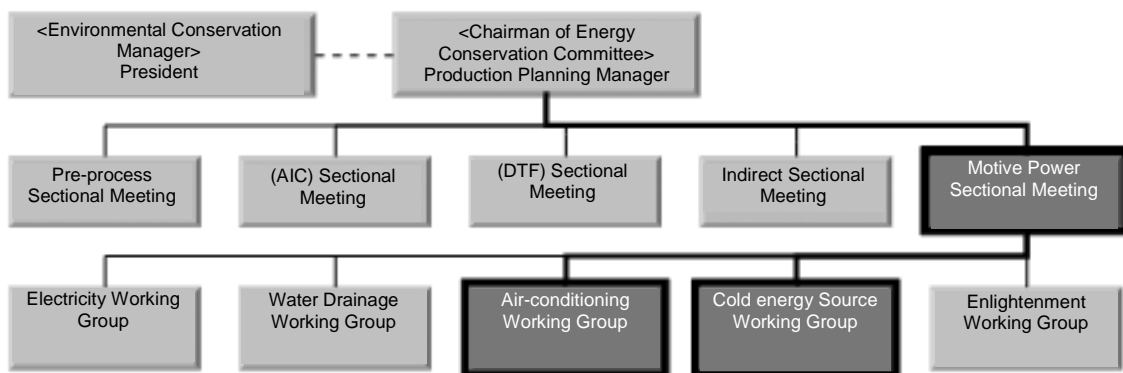 <Environmental Conservation
Manager>
President
<Chairman of Energy
Conservation Committee>
Production Planning Manager
Pre-process
Sectional Meeting
(AIC) Sectional
Meeting
(DTF) Sectional
Meeting
Indirect Sectional
Meeting
Motive Power
Sectional Meeting
Electricity Working
Group
Water Drainage
Working Group
Air-conditioning
Working Group
Cold energy Source
Working Group
Enlightenment
Working Group